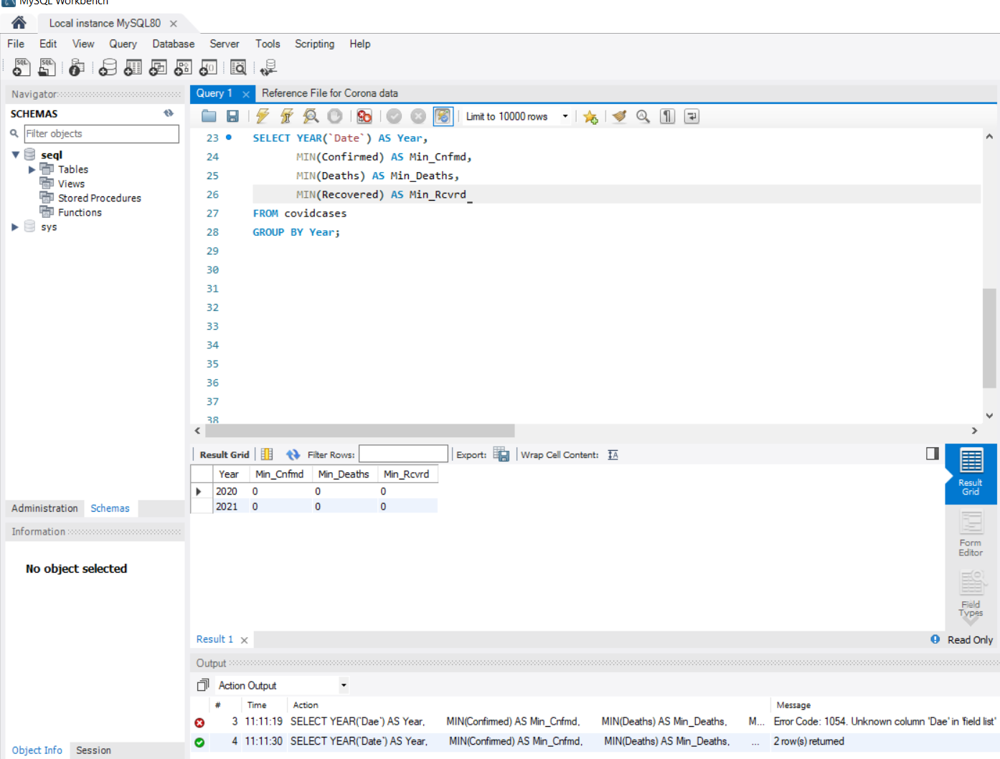 MySQL Workbench
Local instance MySQL80
File Edit View Query Database Server Tools Scripting Help
Navigator
SCHEMAS
Filter objects
seql
Tables
Views
Stored Procedures
Functions
sys
Administration Schemas
Information
No object selected
Object Info Session
Query 1 Reference File for Corona data
Limit to 10000 rows
23 SELECT YEAR(`Date`) AS Year,
24 MIN(Confirmed) AS Min_Cnfmd,
25 MIN(Deaths) AS Min_Deaths,
26 MIN(Recovered) AS Min_Rcvrd
27 FROM covidcases
28 GROUP BY Year;
29
30
31
32
33
34
35
36
37
38
Result Grid Filter Rows: Export: Wrap Cell Content:
Year Min_Cnfmd Min_Deaths Min_Rcvrd
2020 0 0 0
2021 0 0 0
Result Grid
Form Editor
Field Types
Result 1 Read Only
Output
Action Output
# Time Action Message
3 11:11:19 SELECT YEAR(`Dae`) AS Year, MIN(Confirmed) AS Min_Cnfmd, MIN(Deaths) AS Min_Deaths, M... Error Code: 1054. Unknown column 'Dae' in 'field list'
4 11:11:30 SELECT YEAR(`Date`) AS Year, MIN(Confirmed) AS Min_Cnfmd, MIN(Deaths) AS Min_Deaths, ... 2 row(s) returned